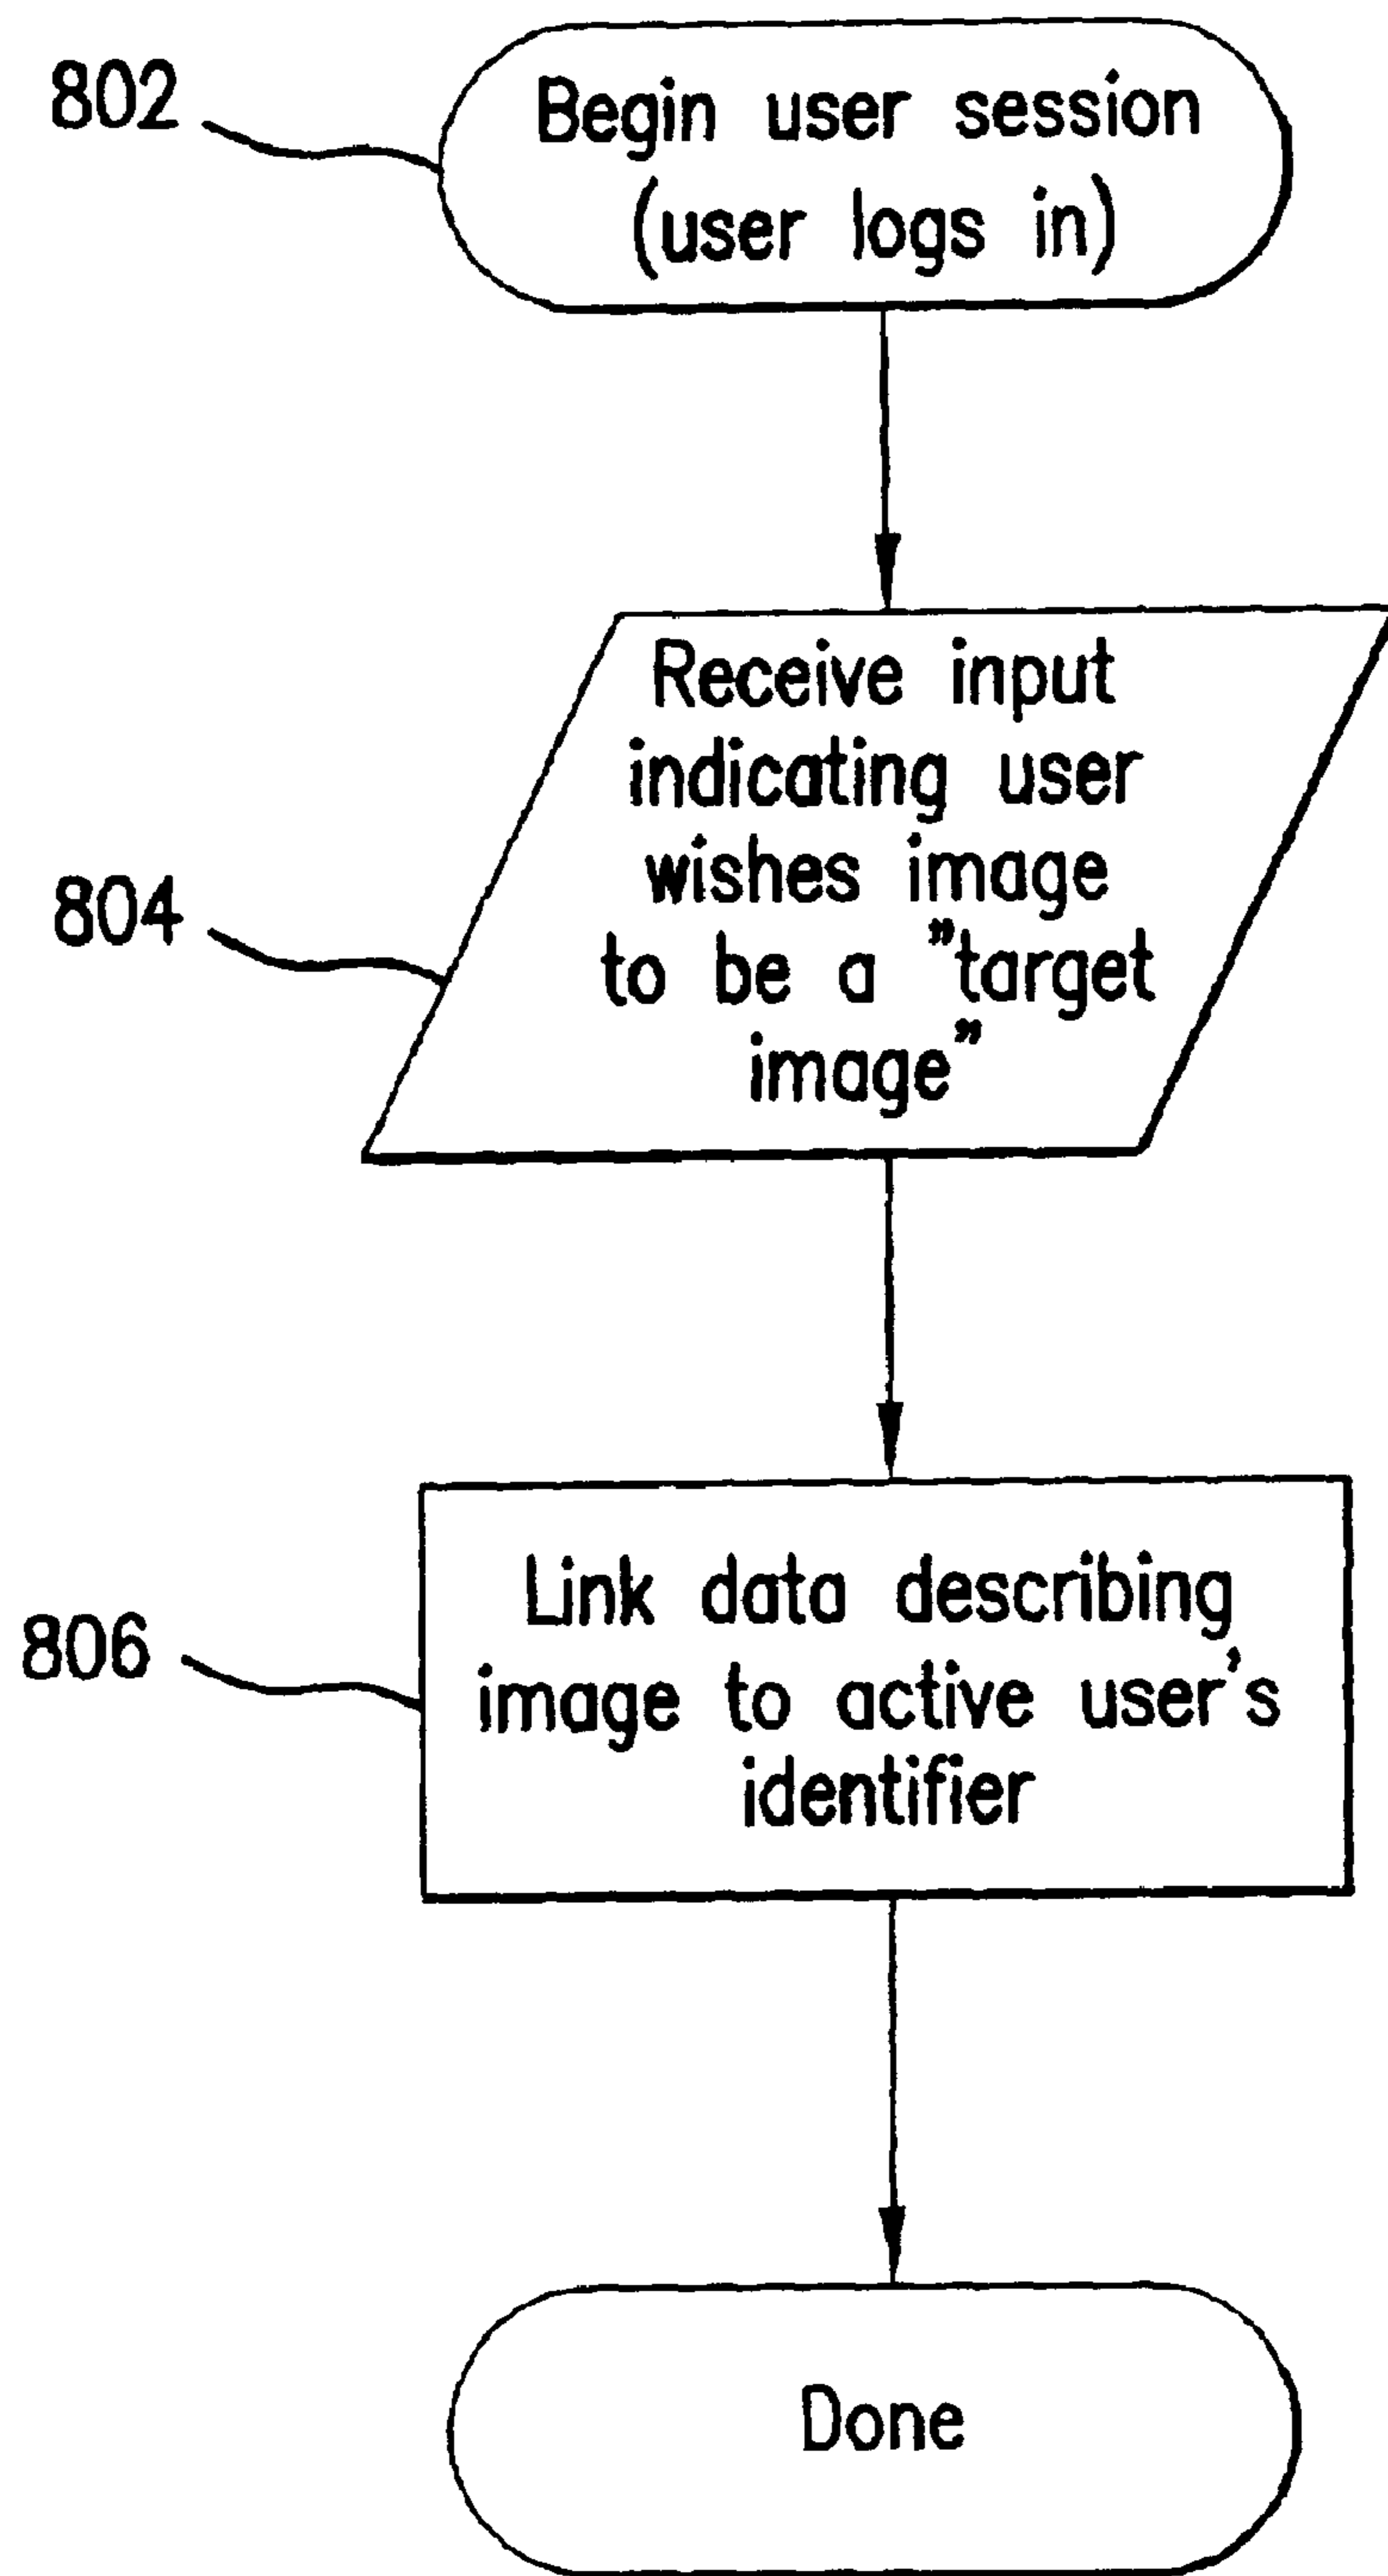 802
Begin user session
(user logs in)
Receive input
indicating user
wishes image
to be a "target
image"
804
Link data describing
image to active user's
identifier
806
Done